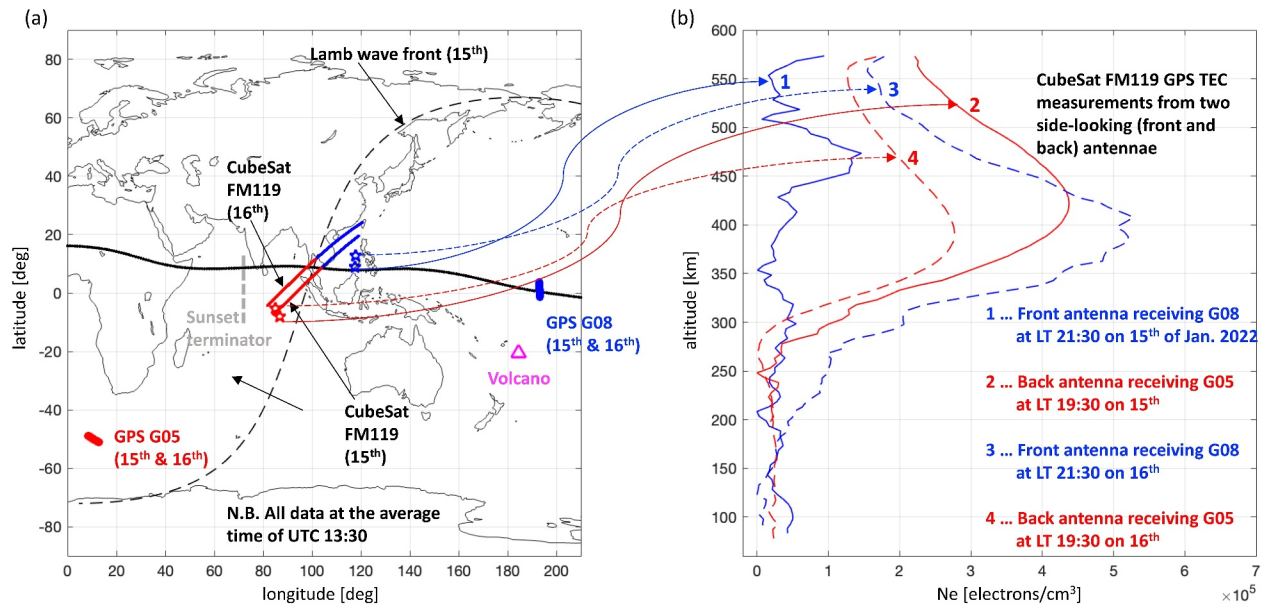 (a)
80
60
40
20
0
-20
-40
-60
-80
latitude [deg]
0
20
40
60
80
100
120
140
160
180
200
longitude [deg]
Lamb wave front (15th)
CubeSat
FM119
(16th)
Sunset
terminator
GPS G08
(15th & 16th)
Volcano
CubeSat
FM119
(15th)
GPS G05
(15th & 16th)
N.B. All data at the average
time of UTC 13:30
(b)
600
550
500
450
400
350
300
250
200
150
100
altitude [km]
0
1
2
3
4
5
6
7
Ne [electrons/cm3]
×10^5
1
3
2
4
CubeSat FM119 GPS TEC
measurements from two
side-looking (front and
back) antennae
1 ... Front antenna receiving G08
at LT 21:30 on 15th of Jan. 2022
2 ... Back antenna receiving G05
at LT 19:30 on 15th
3 ... Front antenna receiving G08
at LT 21:30 on 16th
4 ... Back antenna receiving G05
at LT 19:30 on 16th